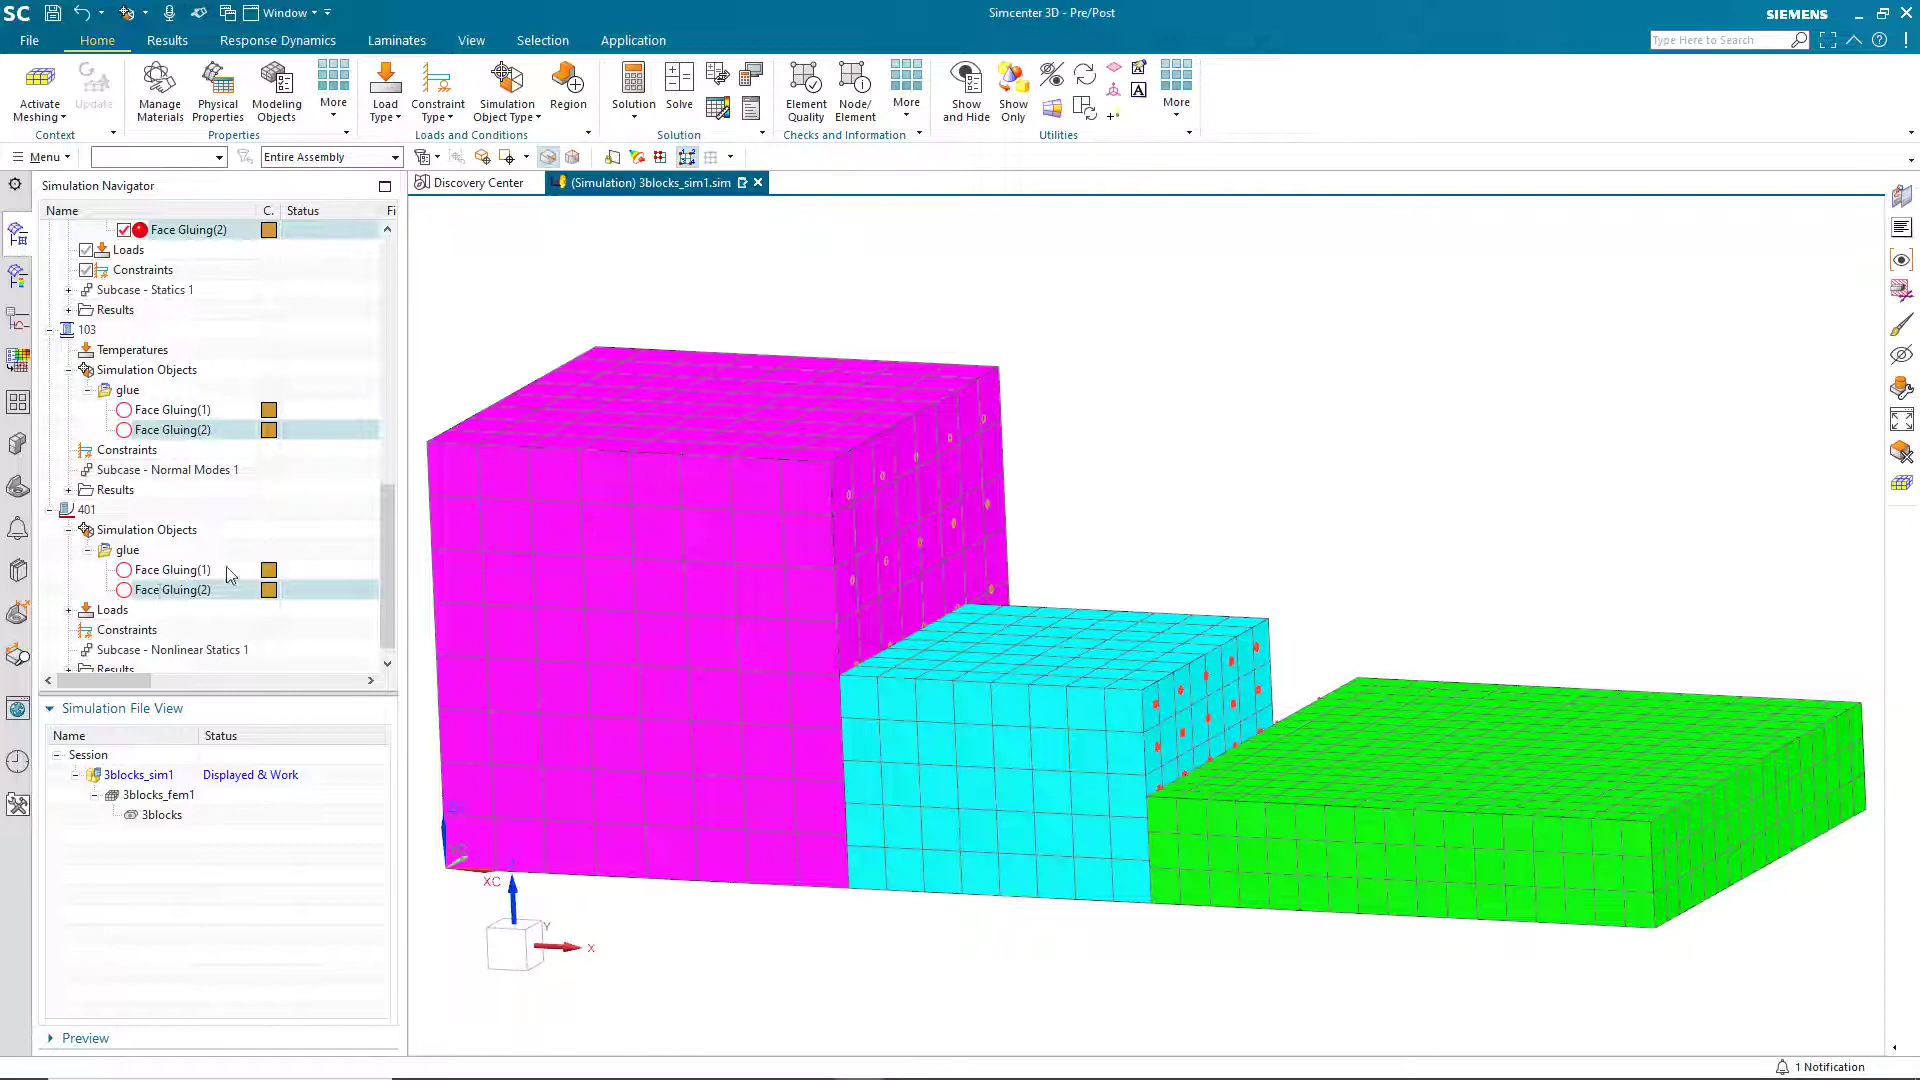 SC Window Simcenter 3D - Pre/Post SIEMENS
File Home Results Response Dynamics Laminates View Selection Application Type Here to Search
Activate Meshing Update Manage Materials Physical Properties Modeling Objects More Load Type Constraint Type Simulation Object Type Region Solution Solve Element Quality Node/Element More Show and Hide Show Only More
Context Properties Loads and Conditions Solution Checks and Information Utilities
Menu Entire Assembly
Simulation Navigator
Discovery Center (Simulation) 3blocks_sim1.sim
Name C. Status Fi
Face Gluing(2)
Loads
Constraints
Subcase - Statics 1
Results
103
Temperatures
Simulation Objects
glue
Face Gluing(1)
Face Gluing(2)
Constraints
Subcase - Normal Modes 1
Results
401
Simulation Objects
glue
Face Gluing(1)
Face Gluing(2)
Loads
Constraints
Subcase - Nonlinear Statics 1
Results
Simulation File View
Name Status
Session
3blocks_sim1 Displayed & Work
3blocks_fem1
3blocks
Preview
XC
Y
X
1 Notification